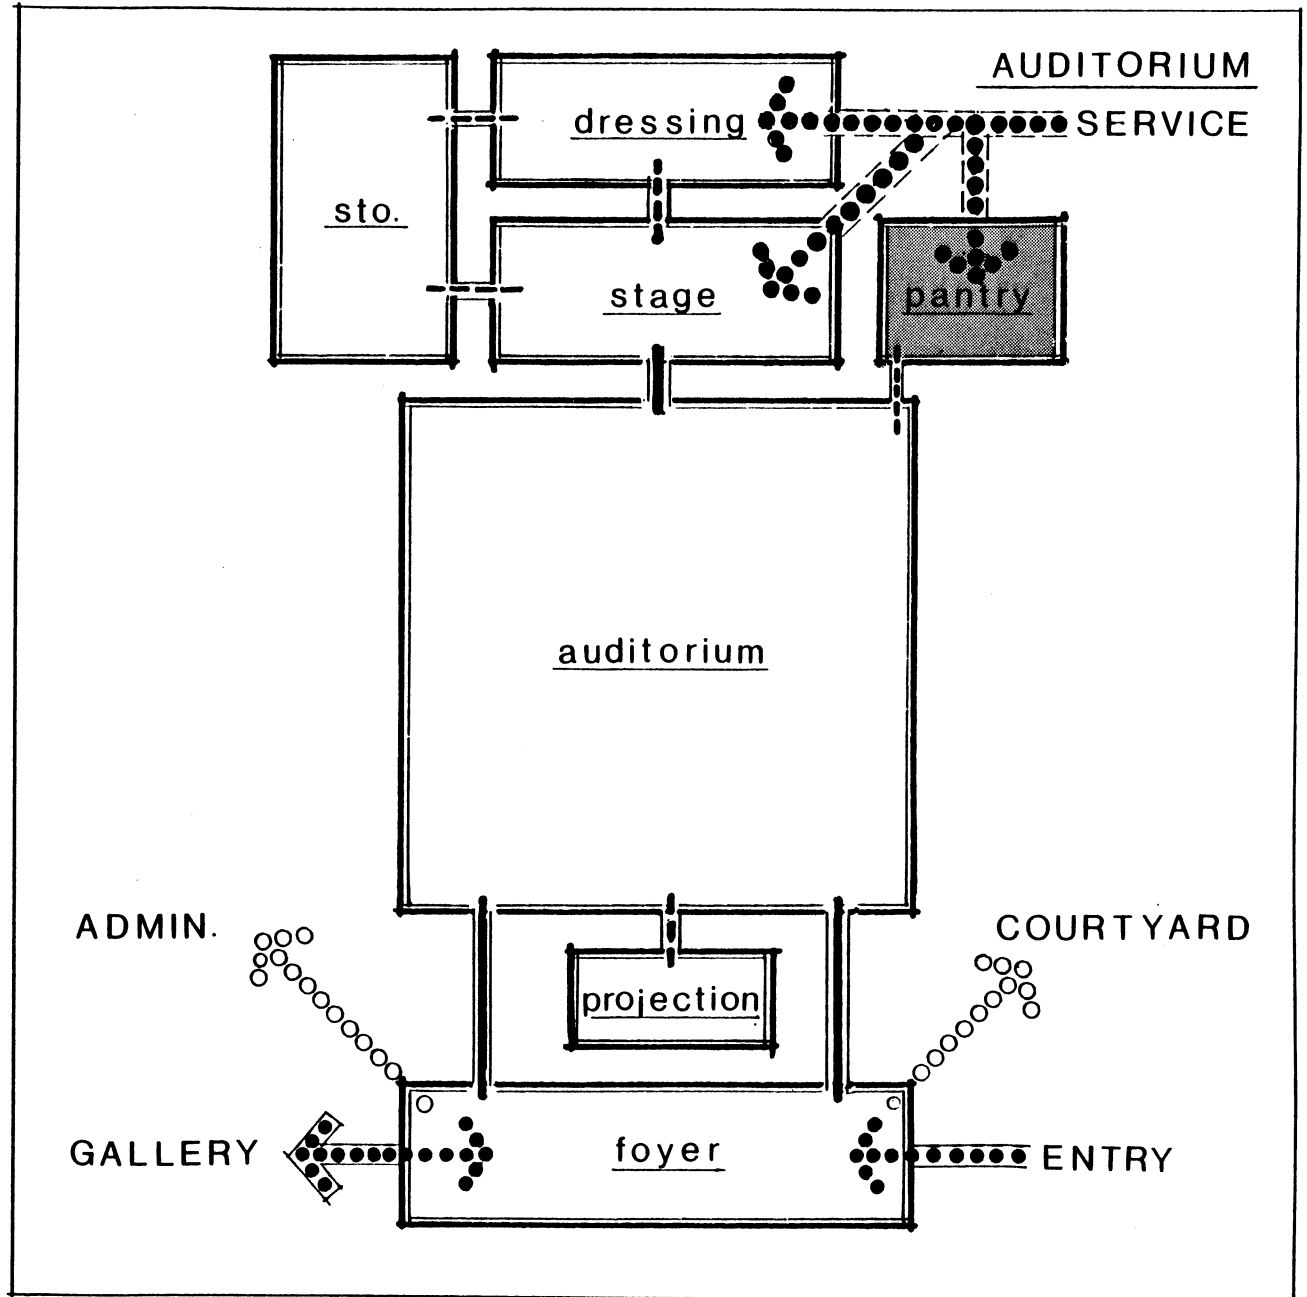 AUDITORIUM
dressing
SERVICE
sto.
stage
pantry
auditorium
ADMIN.
COURTYARD
projection
GALLERY
foyer
ENTRY